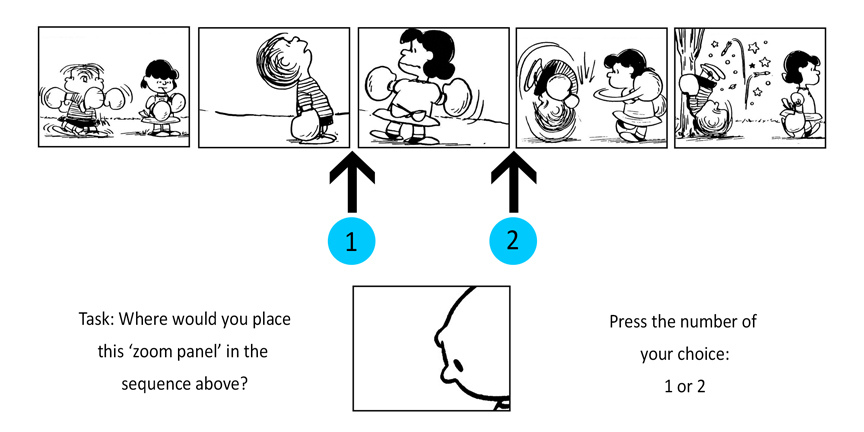 1
2
Task: Where would you place
this ‘zoom panel’ in the
sequence above?
Press the number of
your choice:
1 or 2